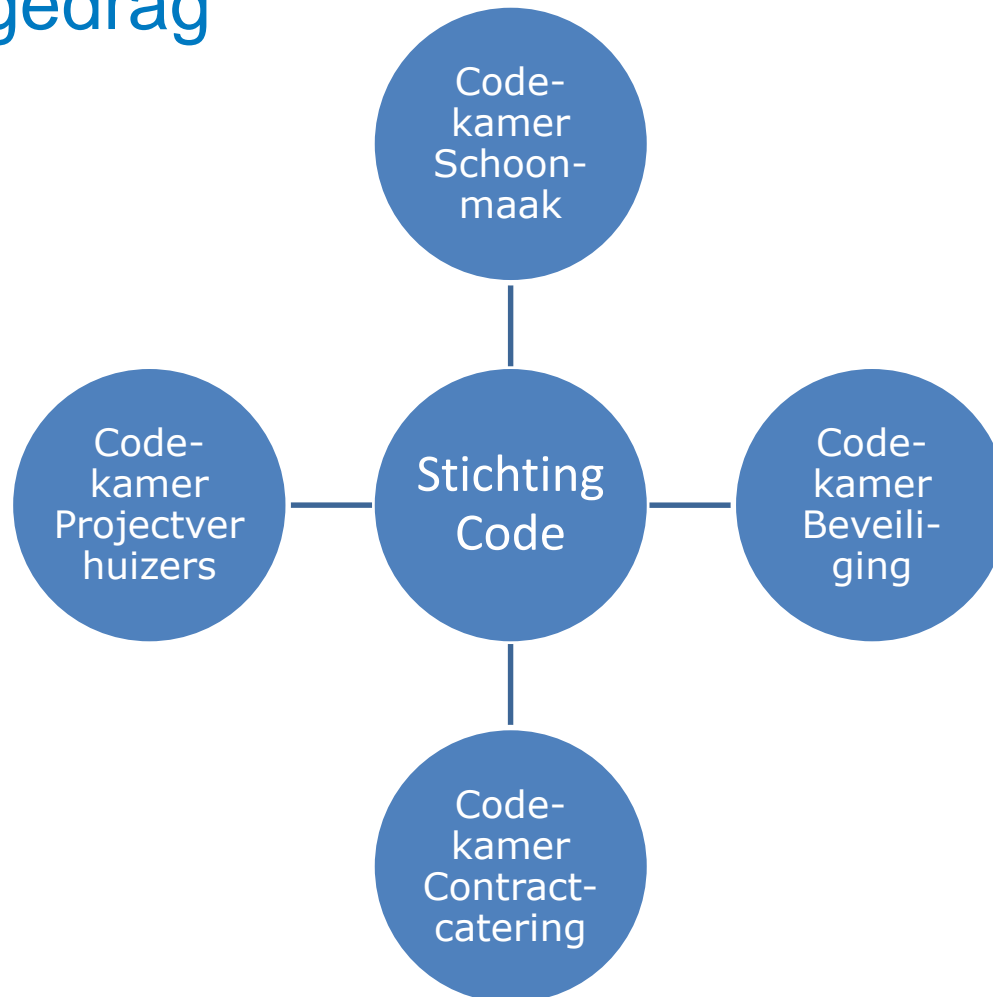 gedrag
Code-
kamer
Schoon-
maak
Code-
kamer
Projectver
huizers
Stichting
Code
Code-
kamer
Beveili-
ging
Code-
kamer
Contract-
catering